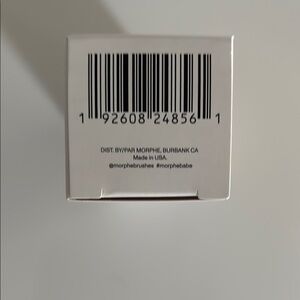 1 92608 24856 1
DIST. BY/PAR MORPHE, BURBANK CA
Made in USA.
@morphebrushes #morphebabe